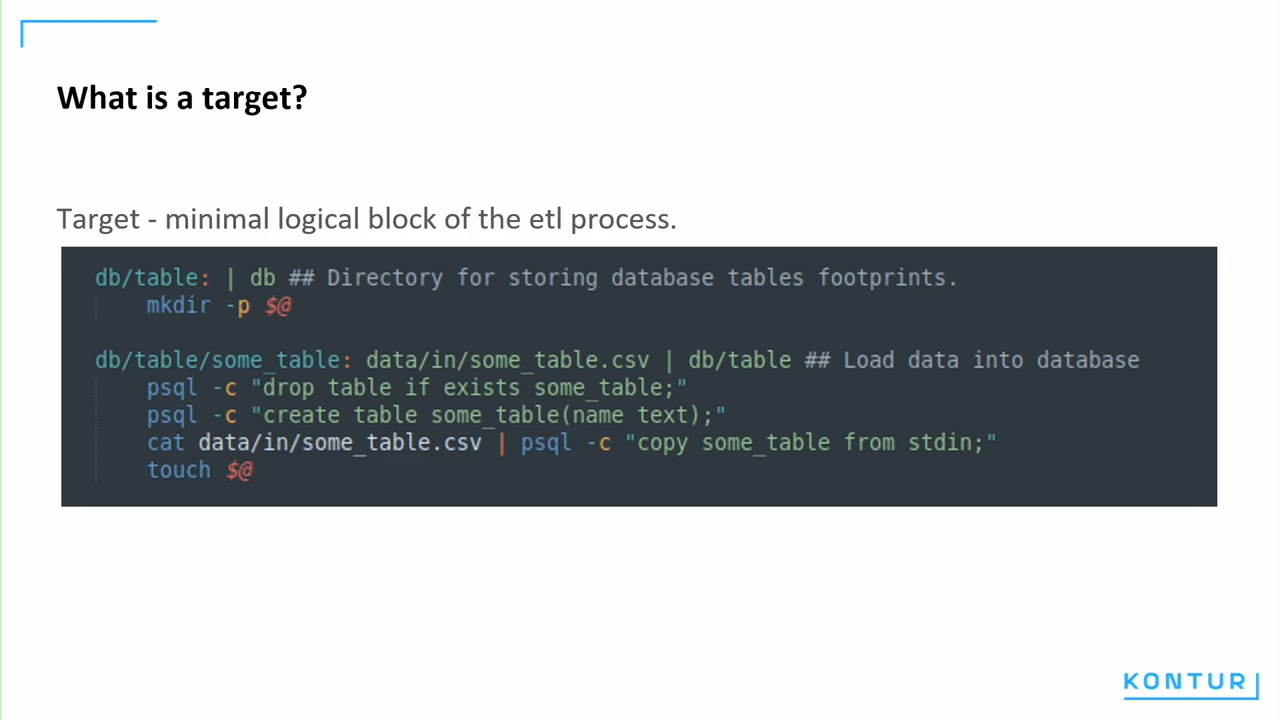 What is a target?
Target - minimal logical block of the etl process.
db/table: | db ## Directory for storing database tables footprints.
mkdir -p $@
db/table/some_table: data/in/some_table.csv | db/table ## Load data into database
psql -c "drop table if exists some_table;"
psql -c "create table some_table(name text);"
cat data/in/some_table.csv | psql -c "copy some_table from stdin;"
touch $@
KONTUR